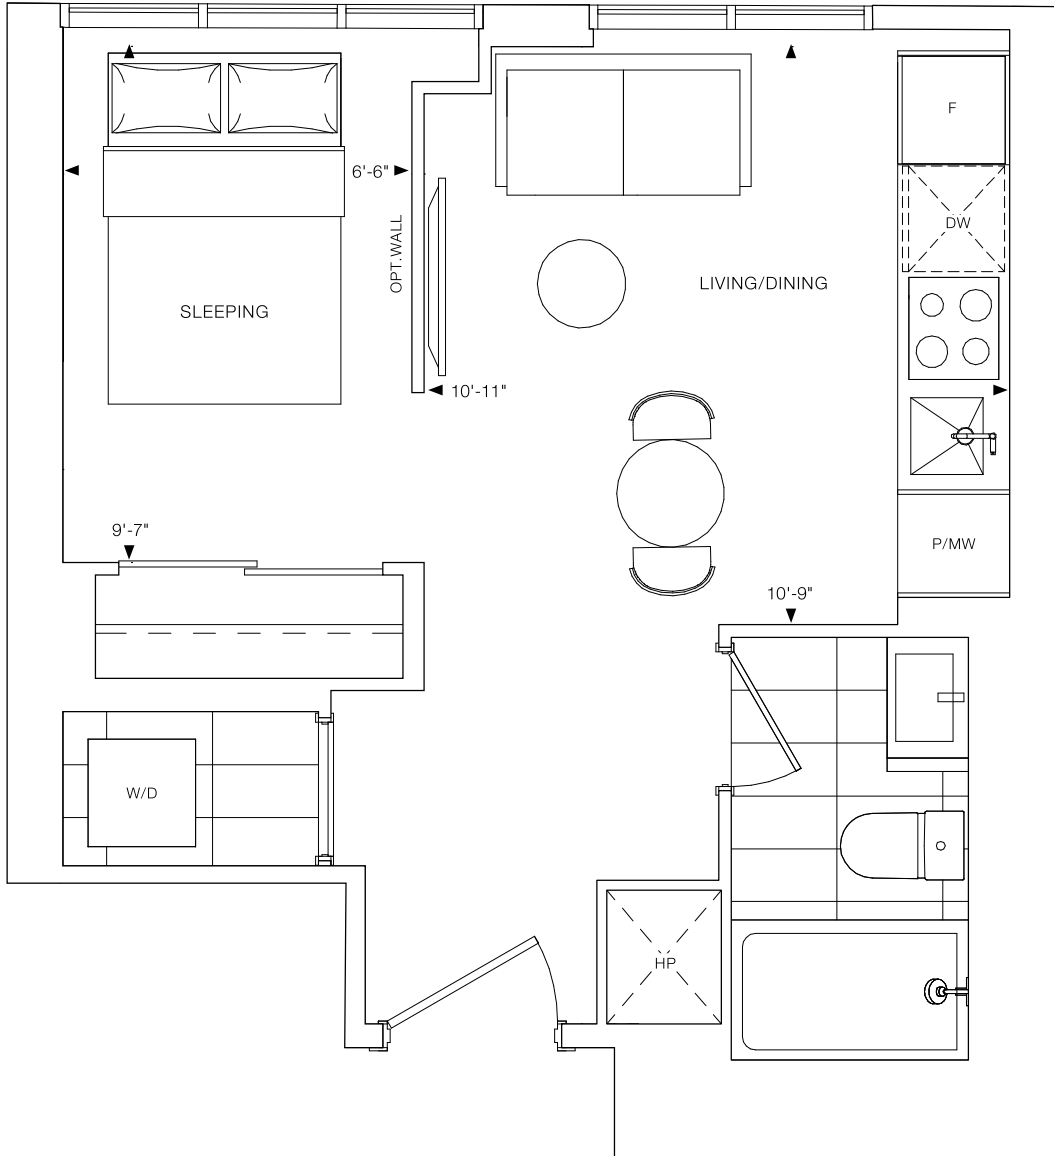 F
6'-6"
DW
OPT.WALL
LIVING/DINING
SLEEPING
10'-11"
9'-7"
P/MW
10'-9"
W/D
HP